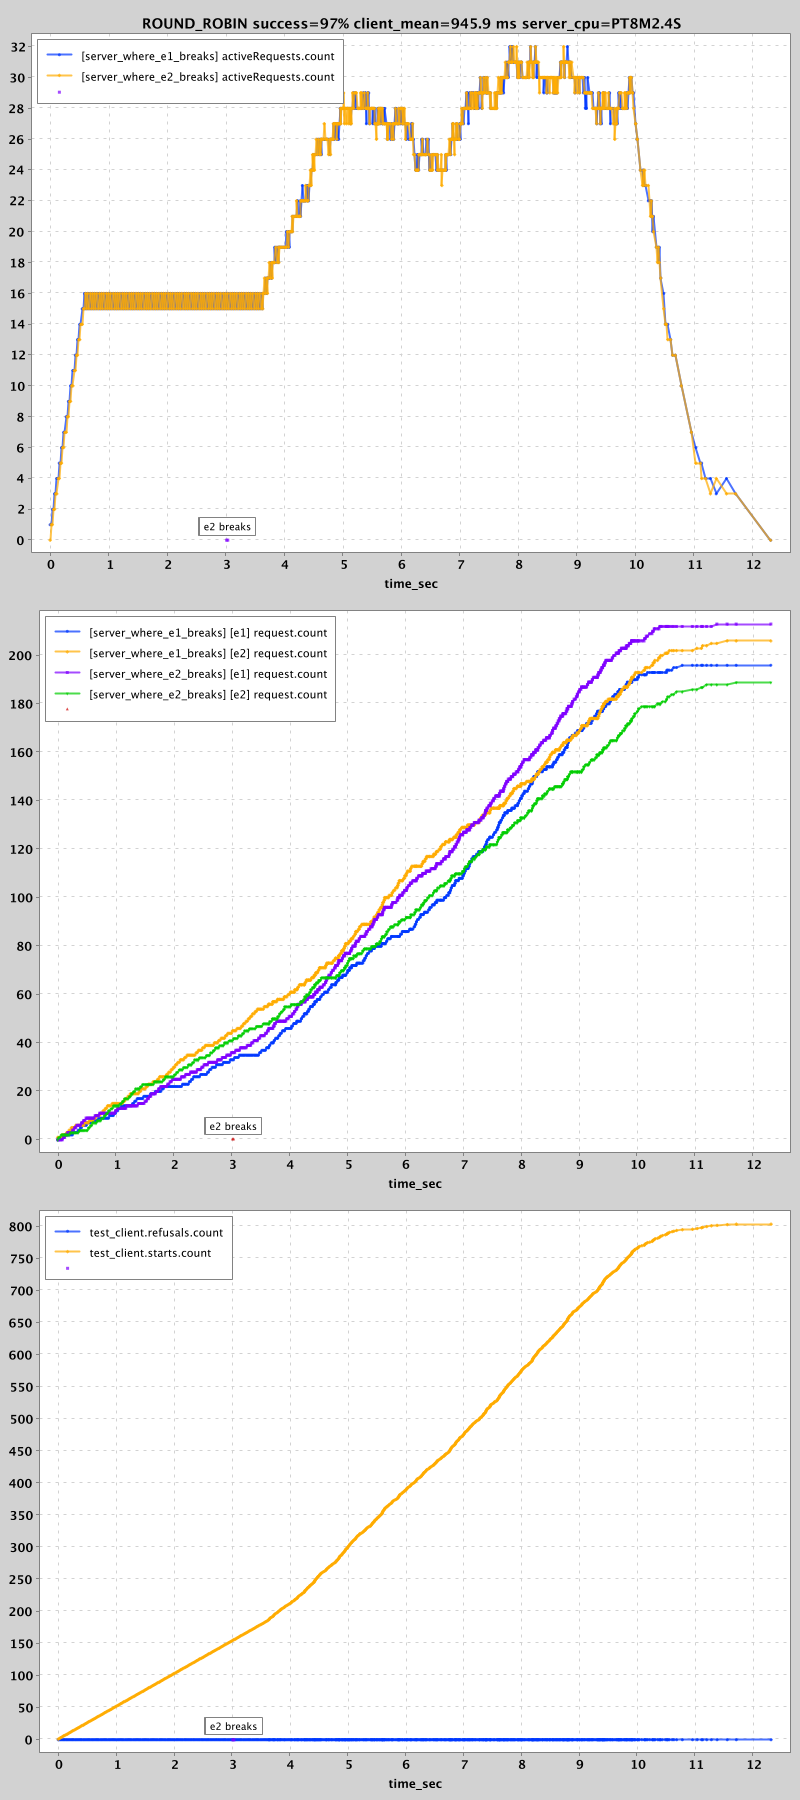 ROUND_ROBIN success=97% client_mean=945.9 ms server_cpu=PT8M2.4S
32
30
28
26
24
22
20
18
16
14
12
10
8
6
4
2
0
[server_where_e1_breaks] activeRequests.count
[server_where_e2_breaks] activeRequests.count
e2 breaks
0 1 2 3 4 5 6 7 8 9 10 11 12
time_sec
200
180
160
140
120
100
80
60
40
20
0
[server_where_e1_breaks] [e1] request.count
[server_where_e1_breaks] [e2] request.count
[server_where_e2_breaks] [e1] request.count
[server_where_e2_breaks] [e2] request.count
e2 breaks
0 1 2 3 4 5 6 7 8 9 10 11 12
time_sec
800
750
700
650
600
550
500
450
400
350
300
250
200
150
100
50
0
test_client.refusals.count
test_client.starts.count
e2 breaks
0 1 2 3 4 5 6 7 8 9 10 11 12
time_sec